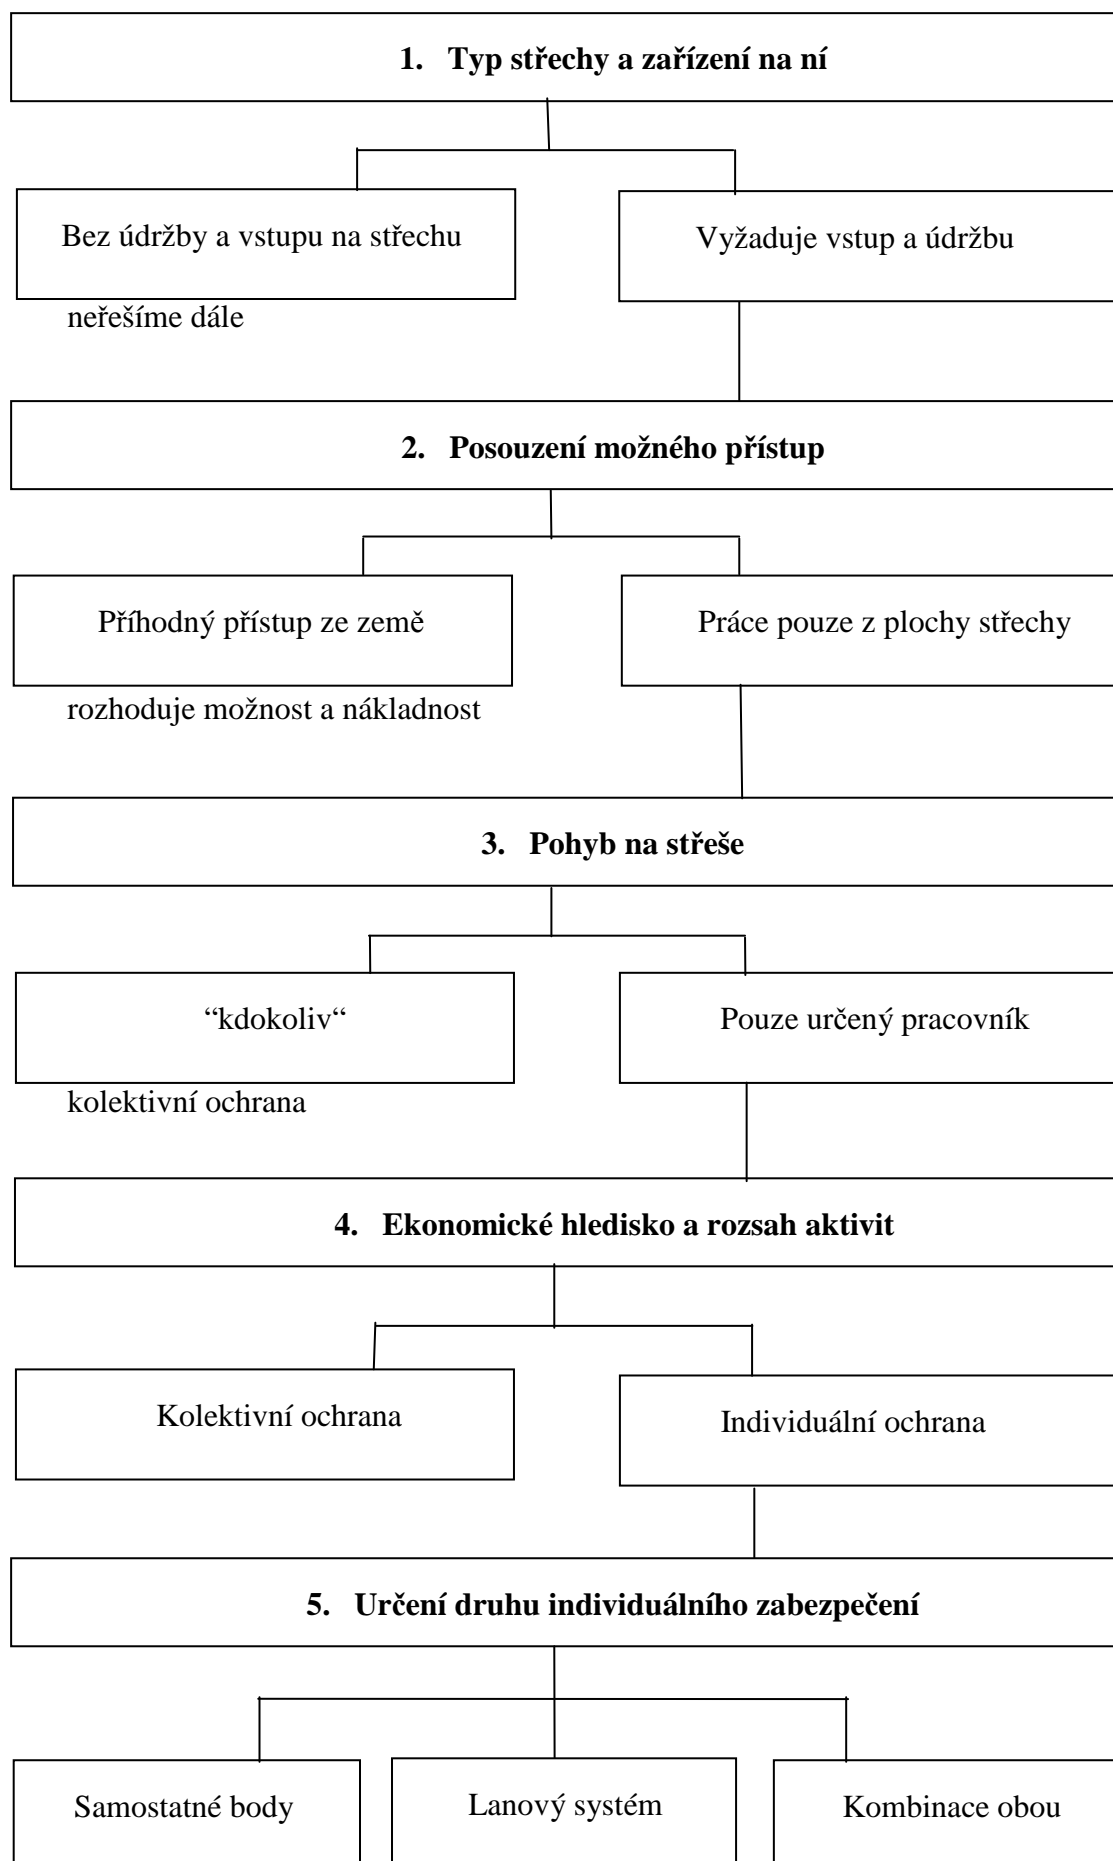 1. Typ střechy a zařízení na ní
Bez údržby a vstupu na střechu
Vyžaduje vstup a údržbu
neřešíme dále
2. Posouzení možného přístup
Příhodný přístup ze země
Práce pouze z plochy střechy
rozhoduje možnost a nákladnost
3. Pohyb na střeše
“kdokoliv“
Pouze určený pracovník
kolektivní ochrana
4. Ekonomické hledisko a rozsah aktivit
Kolektivní ochrana
Individuální ochrana
5. Určení druhu individuálního zabezpečení
Samostatné body
Lanový systém
Kombinace obou